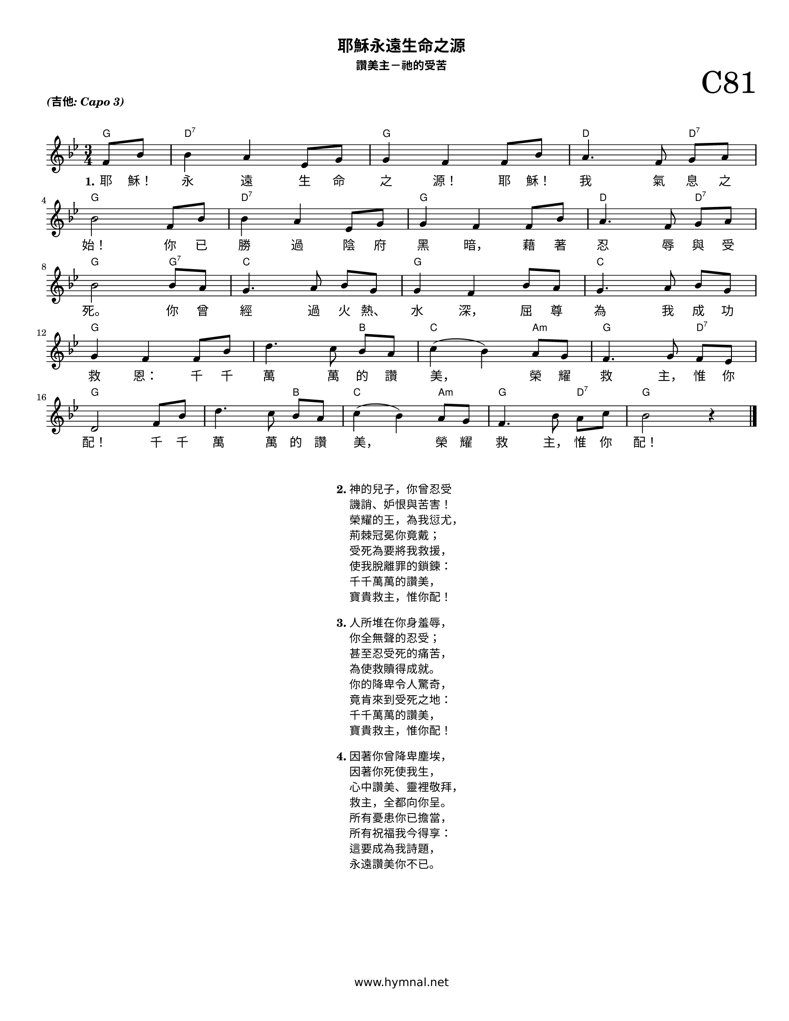 耶穌永遠生命之源
讚美主－祂的受苦
C81
(吉他: Capo 3)
G D7 G D D7
3
4
1. 耶 穌！ 永 遠 生 命 之 源！ 耶 穌！ 我 氣 息 之
4 G D7 G D D7
始！ 你 已 勝 過 陰 府 黑 暗， 藉 著 忍 辱 與 受
8 G G7 C G C
死。 你 曾 經 過 火 熱、 水 深， 屈 尊 為 我 成 功
12 G B C Am G D7
救 恩： 千 千 萬 萬 的 讚 美， 榮 耀 救 主， 惟 你
16 G B C Am G D7 G
配！ 千 千 萬 萬 的 讚 美， 榮 耀 救 主， 惟 你 配！
2. 神的兒子，你曾忍受
譏誚、妒恨與苦害！
榮耀的王，為我愆尤，
荊棘冠冕你竟戴；
受死為要將我救援，
使我脫離罪的鎖鍊：
千千萬萬的讚美，
寶貴救主，惟你配！
3. 人所堆在你身羞辱，
你全無聲的忍受；
甚至忍受死的痛苦，
為使救贖得成就。
你的降卑令人驚奇，
竟肯來到受死之地：
千千萬萬的讚美，
寶貴救主，惟你配！
4. 因著你曾降卑塵埃，
因著你死使我生，
心中讚美、靈裡敬拜，
救主，全都向你呈。
所有憂患你已擔當，
所有祝福我今得享：
這要成為我詩題，
永遠讚美你不已。
www.hymnal.net